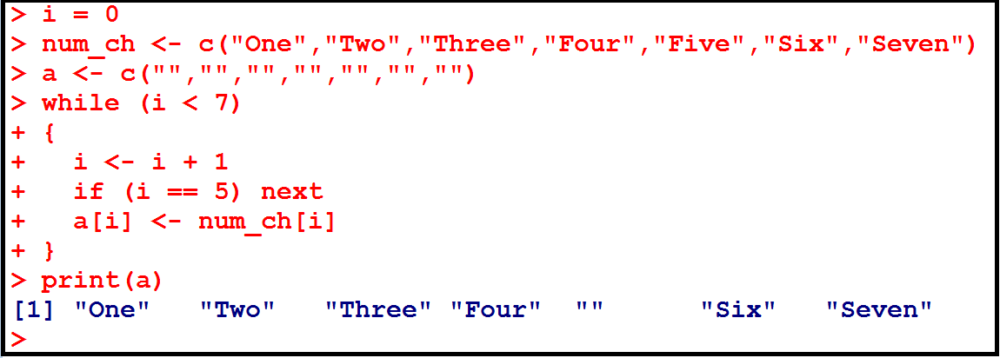 > i = 0
> num_ch <- c("One","Two","Three","Four","Five","Six","Seven")
> a <- c("","","","","","","")
> while (i < 7)
+ {
+   i <- i + 1
+   if (i == 5) next
+   a[i] <- num_ch[i]
+ }
> print(a)
[1] "One"   "Two"   "Three" "Four"  ""      "Six"   "Seven"
>